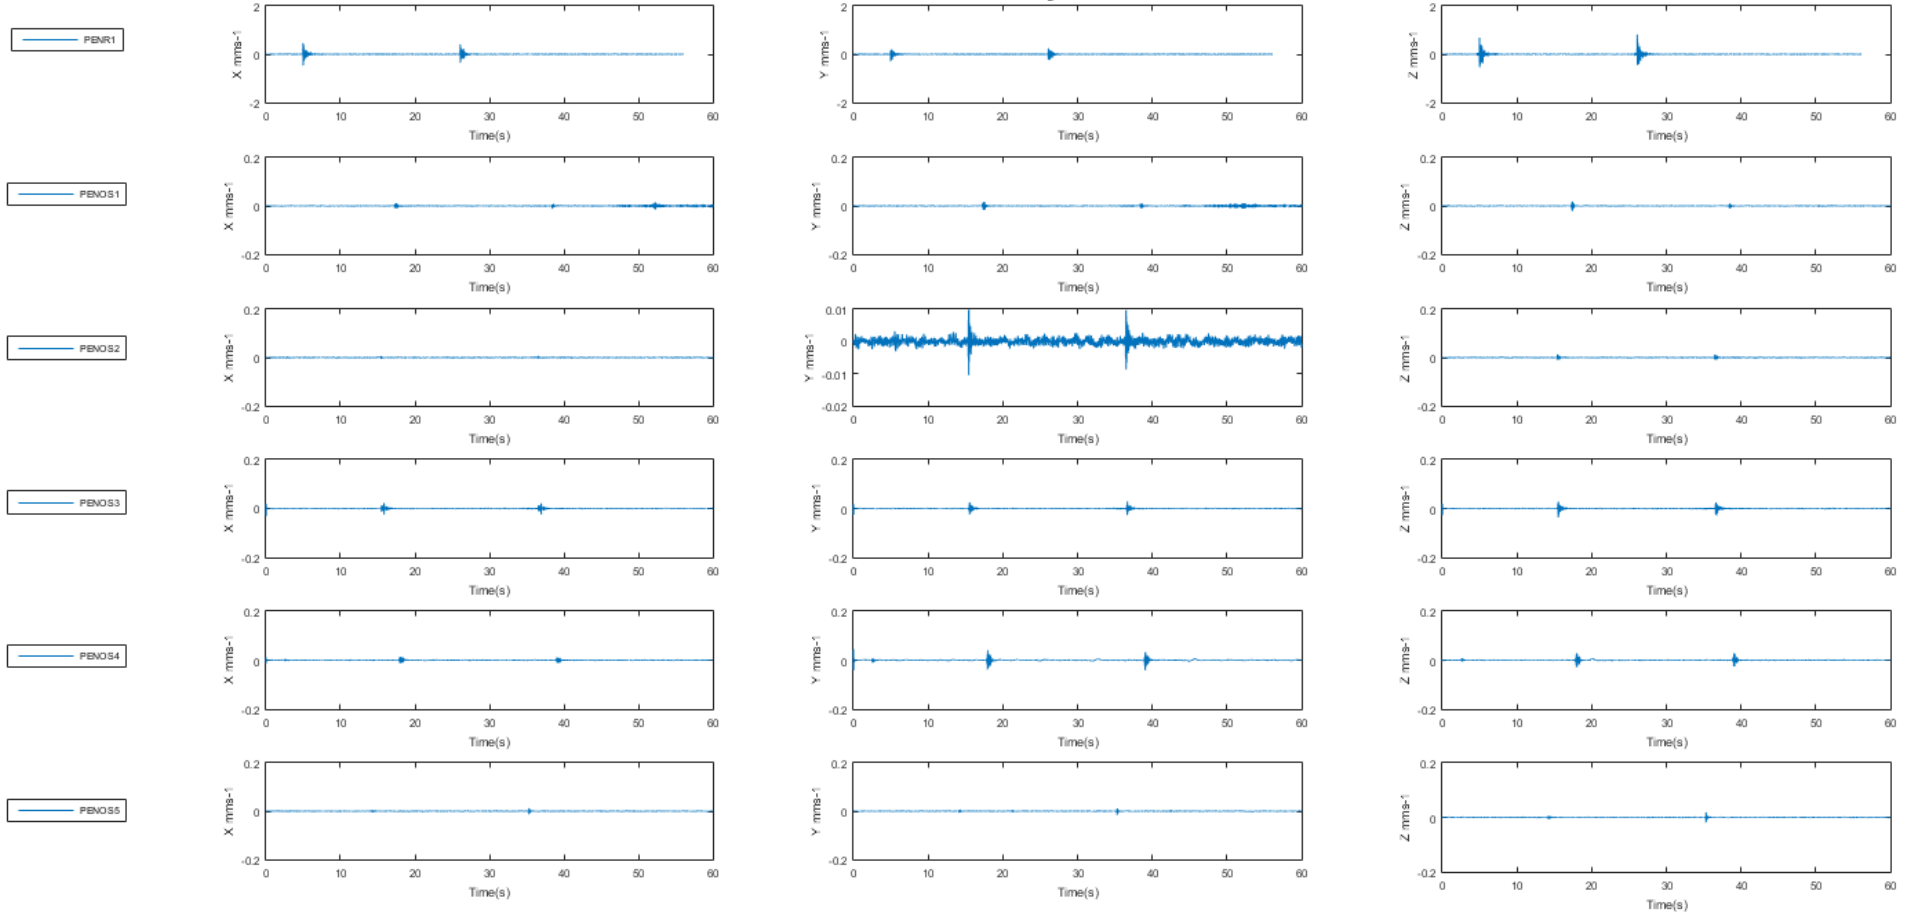 2 2 2
PENR1
X mms-1 0 Y mms-1 0 Z mms-1 0
-2 -2 -2
0 10 20 30 40 50 60 0 10 20 30 40 50 60 0 10 20 30 40 50 60
Time(s) Time(s) Time(s)
0.2 0.2 0.2
PENOS1
X mms-1 0 Y mms-1 0 Z mms-1 0
-0.2 -0.2 -0.2
0 10 20 30 40 50 60 0 10 20 30 40 50 60 0 10 20 30 40 50 60
Time(s) Time(s) Time(s)
0.2 0.01 0.2
PENOS2
X mms-1 0 Y mms-1 0 Z mms-1 0
-0.01
-0.2 -0.02 -0.2
0 10 20 30 40 50 60 0 10 20 30 40 50 60 0 10 20 30 40 50 60
Time(s) Time(s) Time(s)
0.2 0.2 0.2
PENOS3
X mms-1 0 Y mms-1 0 Z mms-1 0
-0.2 -0.2 -0.2
0 10 20 30 40 50 60 0 10 20 30 40 50 60 0 10 20 30 40 50 60
Time(s) Time(s) Time(s)
0.2 0.2 0.2
PENOS4
X mms-1 0 Y mms-1 0 Z mms-1 0
-0.2 -0.2 -0.2
0 10 20 30 40 50 60 0 10 20 30 40 50 60 0 10 20 30 40 50 60
Time(s) Time(s) Time(s)
0.2 0.2 0.2
PENOS5
X mms-1 0 Y mms-1 0 Z mms-1 0
-0.2 -0.2 -0.2
0 10 20 30 40 50 60 0 10 20 30 40 50 60 0 10 20 30 40 50 60
Time(s) Time(s) Time(s)